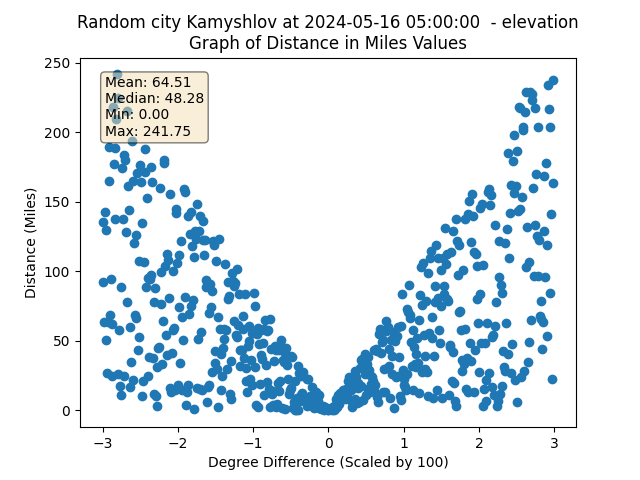 Random city Kamyshlov at 2024-05-16 05:00:00  - elevation
Graph of Distance in Miles Values
Mean: 64.51
Median: 48.28
Min: 0.00
Max: 241.75
250
200
150
100
50
0
Distance (Miles)
−3
−2
−1
0
1
2
3
Degree Difference (Scaled by 100)